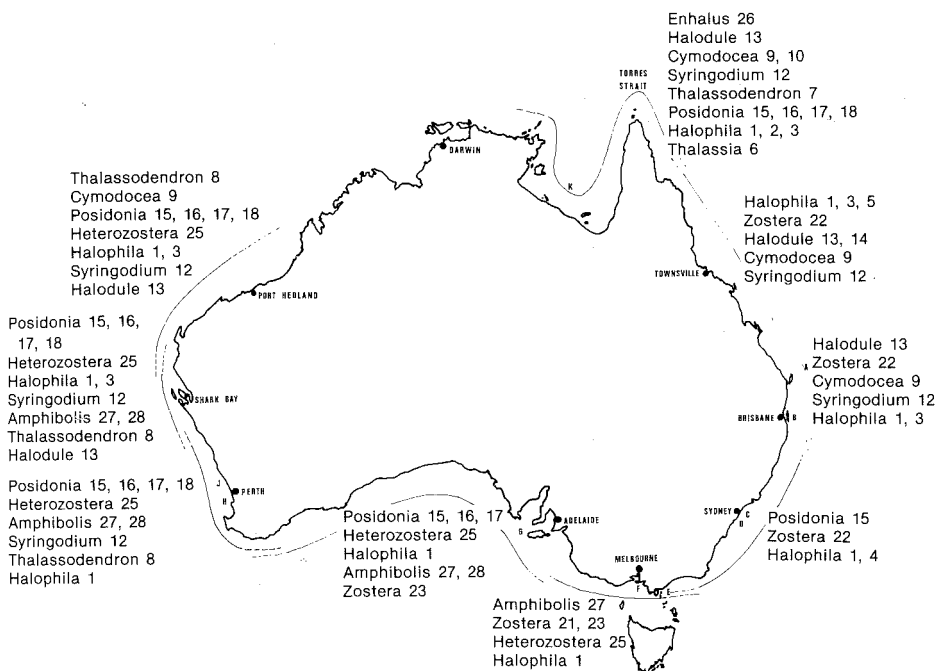 Enhalus 26
Halodule 13
Cymodocea 9, 10
Syringodium 12
Thalassodendron 7
Posidonia 15, 16, 17, 18
Halophila 1, 2, 3
Thalassia 6
TORRES
STRAIT
DARWIN
K
Thalassodendron 8
Cymodocea 9
Posidonia 15, 16, 17, 18
Heterozostera 25
Halophila 1, 3
Syringodium 12
Halodule 13
Halophila 1, 3, 5
Zostera 22
Halodule 13, 14
Cymodocea 9
Syringodium 12
TOWNSVILLE
PORT HEDLAND
Posidonia 15, 16,
17, 18
Heterozostera 25
Halophila 1, 3
Syringodium 12
Amphibolis 27, 28
Thalassodendron 8
Halodule 13
SHARK BAY
Halodule 13
Zostera 22
Cymodocea 9
Syringodium 12
Halophila 1, 3
A
BRISBANE
B
Posidonia 15, 16, 17, 18
Heterozostera 25
Amphibolis 27, 28
Syringodium 12
Thalassodendron 8
Halophila 1
J
H
PERTH
Posidonia 15, 16, 17
Heterozostera 25
Halophila 1
Amphibolis 27, 28
Zostera 23
G
ADELAIDE
SYDNEY
C
D
Posidonia 15
Zostera 22
Halophila 1, 4
MELBOURNE
F
E
Amphibolis 27
Zostera 21, 23
Heterozostera 25
Halophila 1